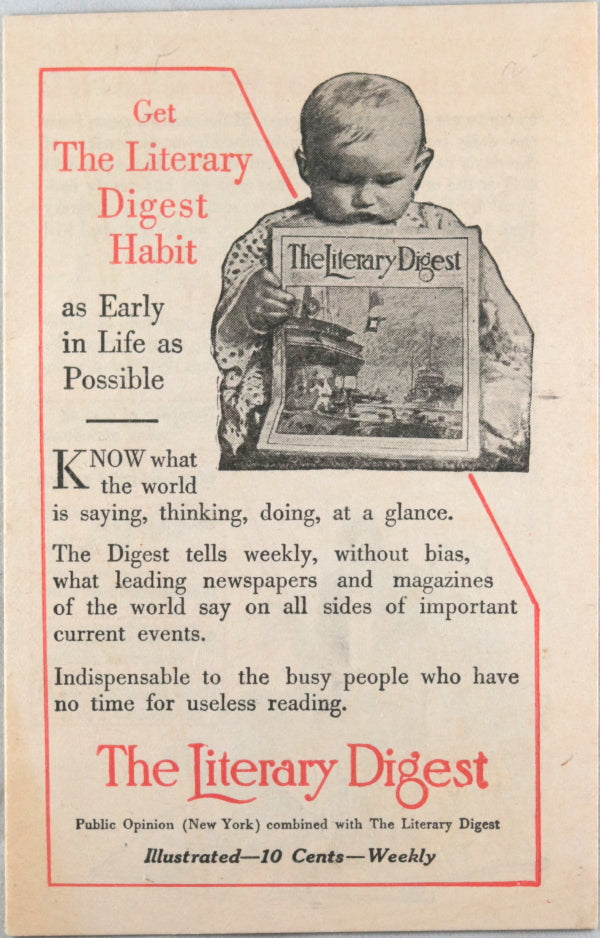 Get
The Literary
Digest
Habit
as Early
in Life as
Possible
The Literary Digest
KNOW what
the world
is saying, thinking, doing, at a glance.
The Digest tells weekly, without bias,
what leading newspapers and magazines
of the world say on all sides of important
current events.
Indispensable to the busy people who have
no time for useless reading.
The Literary Digest
Public Opinion (New York) combined with The Literary Digest
Illustrated—10 Cents—Weekly